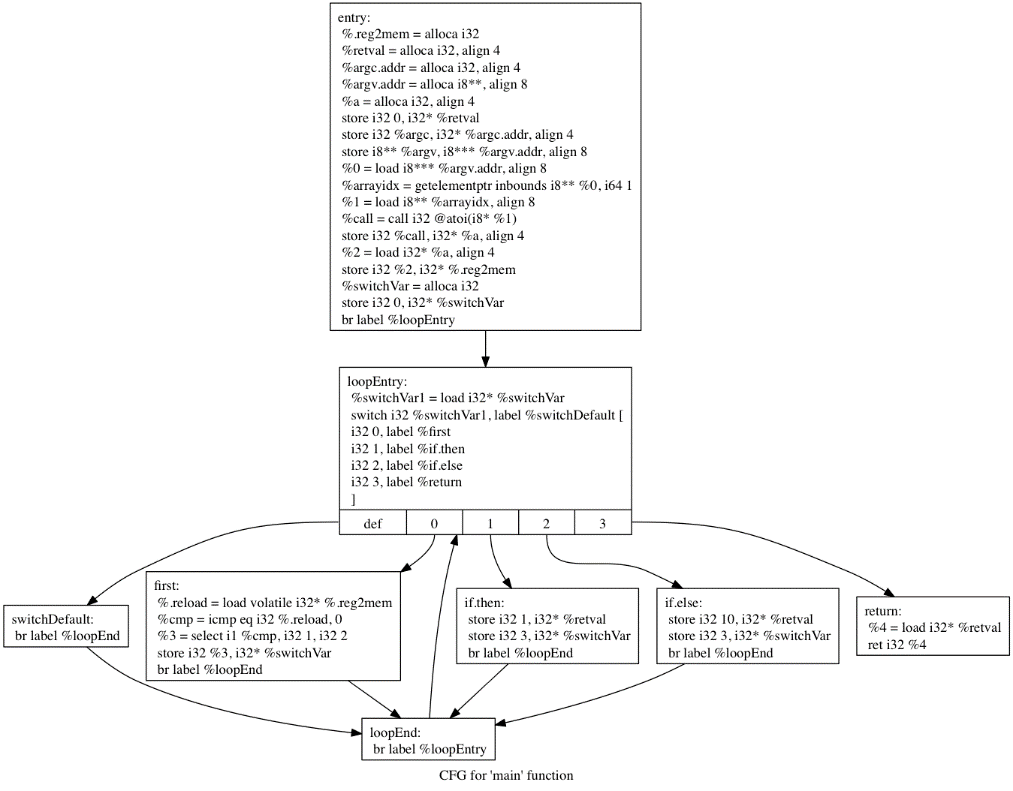 entry:
%.reg2mem = alloca i32
%retval = alloca i32, align 4
%argc.addr = alloca i32, align 4
%argv.addr = alloca i8**, align 8
%a = alloca i32, align 4
store i32 0, i32* %retval
store i32 %argc, i32* %argc.addr, align 4
store i8** %argv, i8*** %argv.addr, align 8
%0 = load i8*** %argv.addr, align 8
%arrayidx = getelementptr inbounds i8** %0, i64 1
%1 = load i8** %arrayidx, align 8
%call = call i32 @atoi(i8* %1)
store i32 %call, i32* %a, align 4
%2 = load i32* %a, align 4
store i32 %2, i32* %.reg2mem
%switchVar = alloca i32
store i32 0, i32* %switchVar
br label %loopEntry
loopEntry:
%switchVar1 = load i32* %switchVar
switch i32 %switchVar1, label %switchDefault [
i32 0, label %first
i32 1, label %if.then
i32 2, label %if.else
i32 3, label %return
]
def 0 1 2 3
switchDefault:
br label %loopEnd
first:
%.reload = load volatile i32* %.reg2mem
%cmp = icmp eq i32 %.reload, 0
%3 = select i1 %cmp, i32 1, i32 2
store i32 %3, i32* %switchVar
br label %loopEnd
if.then:
store i32 1, i32* %retval
store i32 3, i32* %switchVar
br label %loopEnd
if.else:
store i32 10, i32* %retval
store i32 3, i32* %switchVar
br label %loopEnd
return:
%4 = load i32* %retval
ret i32 %4
loopEnd:
br label %loopEntry
CFG for 'main' function